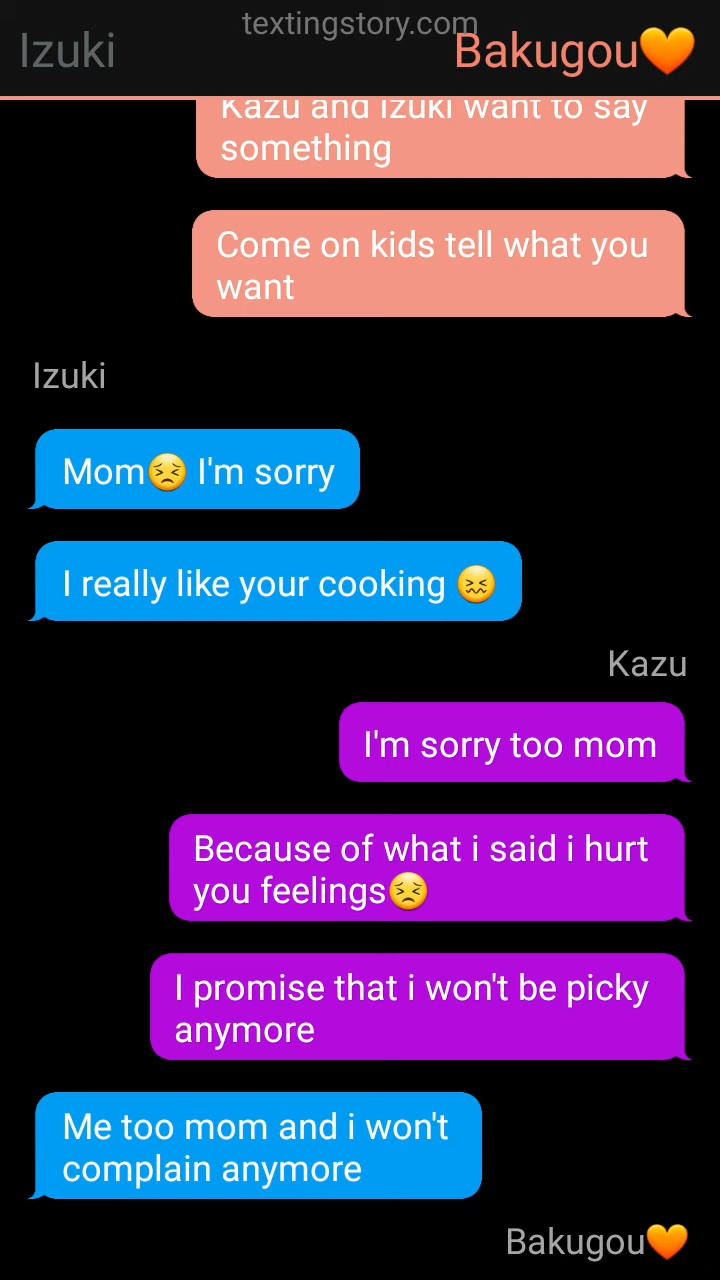 textingstory.com
Izuki
Bakugou🧡
Kazu and Izuki want to say
something
Come on kids tell what you
want
Izuki
Mom😣 I'm sorry
I really like your cooking 😖
Kazu
I'm sorry too mom
Because of what i said i hurt
you feelings😣
I promise that i won't be picky
anymore
Me too mom and i won't
complain anymore
Bakugou🧡